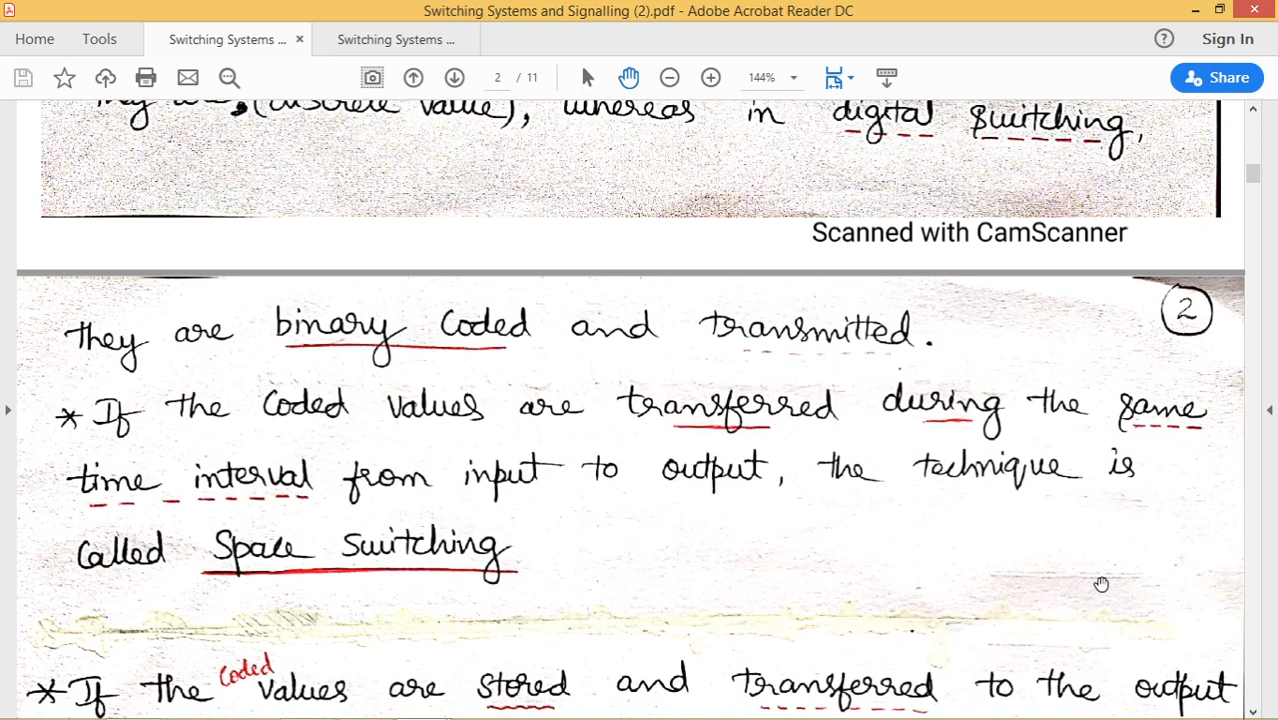 Switching Systems and Signalling (2).pdf - Adobe Acrobat Reader DC
Home Tools Switching Systems ... × Switching Systems ... ? Sign In
2 / 11 144% Share
(discrete value), whereas in digital switching,
Scanned with CamScanner
2
they are binary coded and transmitted.
* If the coded values are transferred during the same
time interval from input to output, the technique is
called Space switching
* If the coded values are stored and transferred to the output